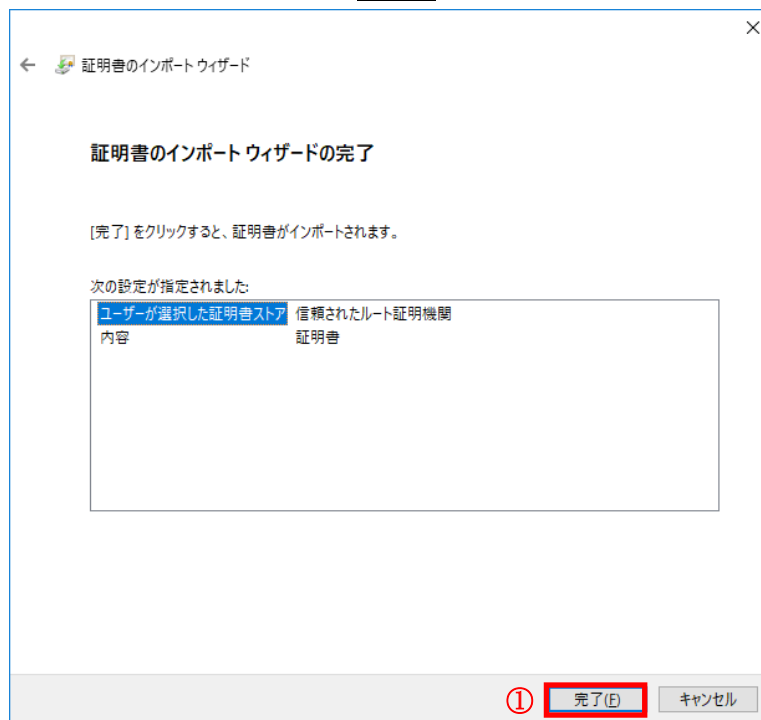 証明書のインポート ウィザード
証明書のインポート ウィザードの完了
[完了] をクリックすると、証明書がインポートされます。
次の設定が指定されました:
ユーザーが選択した証明書ストア 信頼されたルート証明機関
内容 証明書
① 完了(F) キャンセル